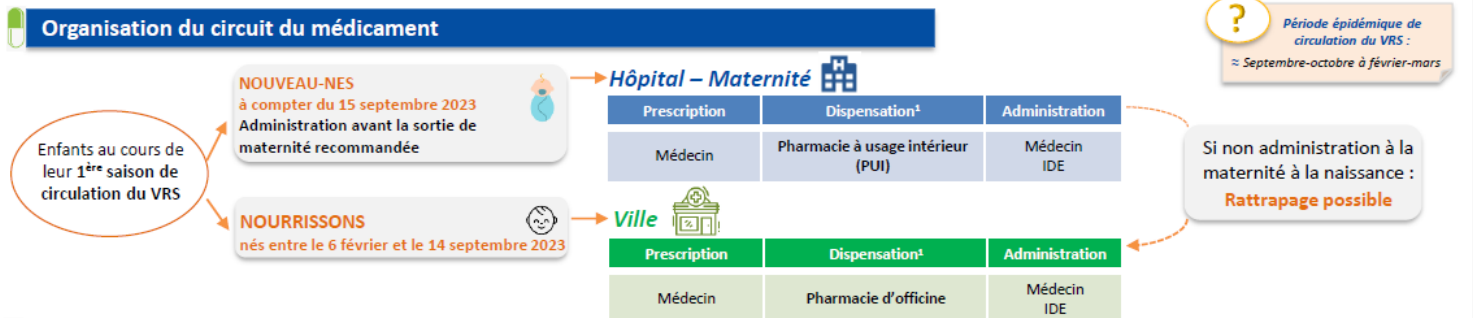 Organisation du circuit du médicament
?
Période épidémique de
circulation du VRS :
≈ Septembre-octobre à février-mars
Enfants au cours de
leur 1ère saison de
circulation du VRS
NOUVEAU-NES
à compter du 15 septembre 2023
Administration avant la sortie de
maternité recommandée
Hôpital – Maternité
H
Prescription Dispensation¹ Administration
Médecin Pharmacie à usage intérieur (PUI) Médecin IDE
Si non administration à la
maternité à la naissance :
Rattrapage possible
NOURRISSONS
nés entre le 6 février et le 14 septembre 2023
Ville
Prescription Dispensation¹ Administration
Médecin Pharmacie d'officine Médecin IDE